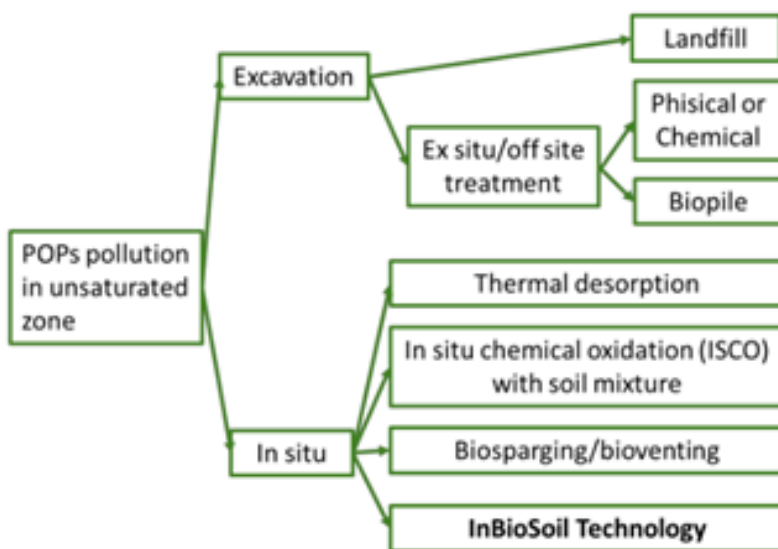 Landfill
Excavation
Phisical or
Chemical
Ex situ/off site
treatment
Biopile
POPs pollution
in unsaturated
zone
Thermal desorption
In situ chemical oxidation (ISCO)
with soil mixture
In situ
Biosparging/bioventing
InBioSoil Technology